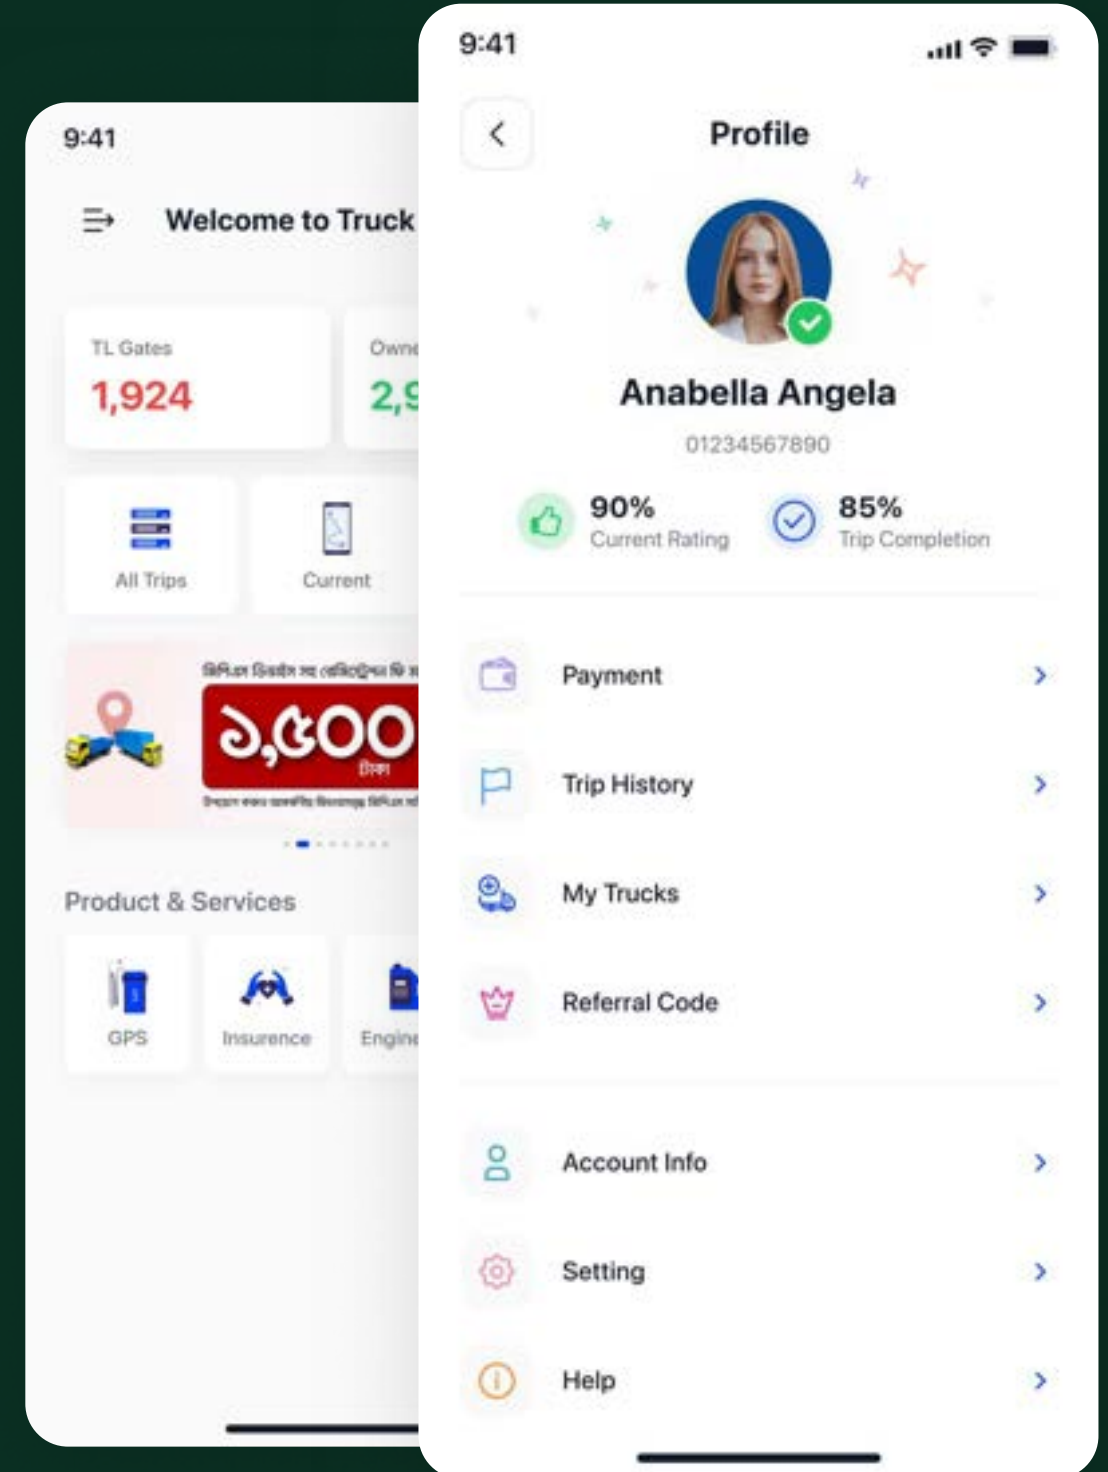 9:41
Welcome to Truck
TL Gates
1,924
Owne
2,9
All Trips
Current
১,৫০০
টাকা
Product & Services
GPS
Insurence
Engine
9:41
Profile
Anabella Angela
01234567890
90%
Current Rating
85%
Trip Completion
Payment
Trip History
My Trucks
Referral Code
Account Info
Setting
Help